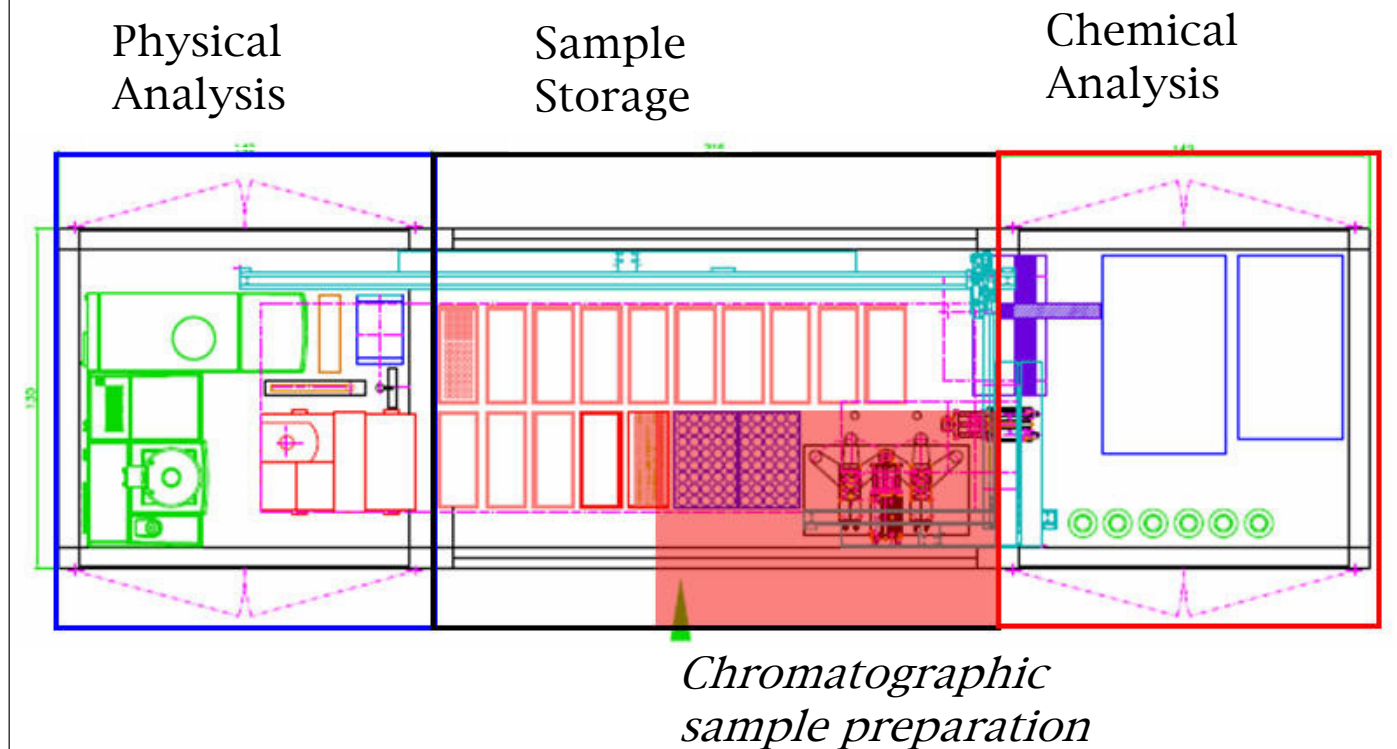 Physical
Analysis
Sample
Storage
Chemical
Analysis
Chromatographic
sample preparation